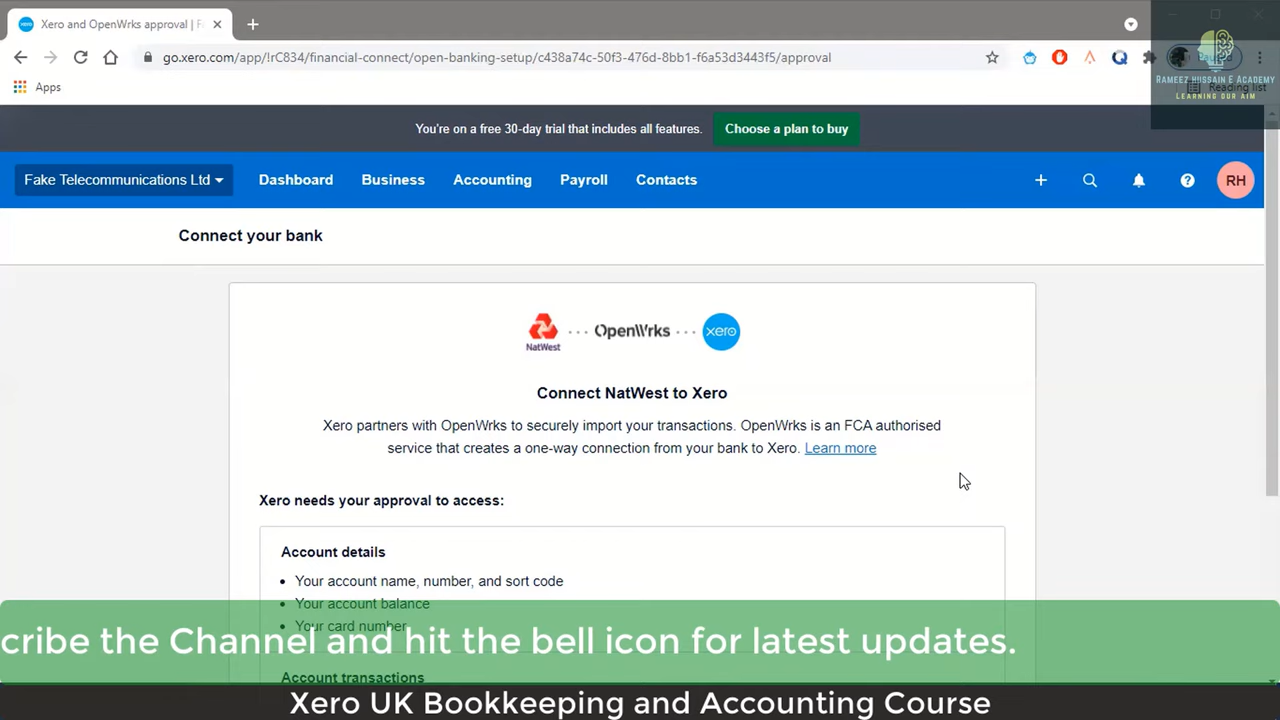 Xero and OpenWrks approval | F
go.xero.com/app/!rC834/financial-connect/open-banking-setup/c438a74c-50f3-476d-8bb1-f6a53d3443f5/approval
Paused
Apps
Reading list
RAMEEZ HUSSAIN E ACADEMY
LEARNING OUR AIM
You're on a free 30-day trial that includes all features.
Choose a plan to buy
Fake Telecommunications Ltd
Dashboard
Business
Accounting
Payroll
Contacts
RH
Connect your bank
NatWest
OpenWrks
xero
Connect NatWest to Xero
Xero partners with OpenWrks to securely import your transactions. OpenWrks is an FCA authorised
service that creates a one-way connection from your bank to Xero. Learn more
Xero needs your approval to access:
Account details
Your account name, number, and sort code
Your account balance
Your card number
cribe the Channel and hit the bell icon for latest updates.
Account transactions
Xero UK Bookkeeping and Accounting Course